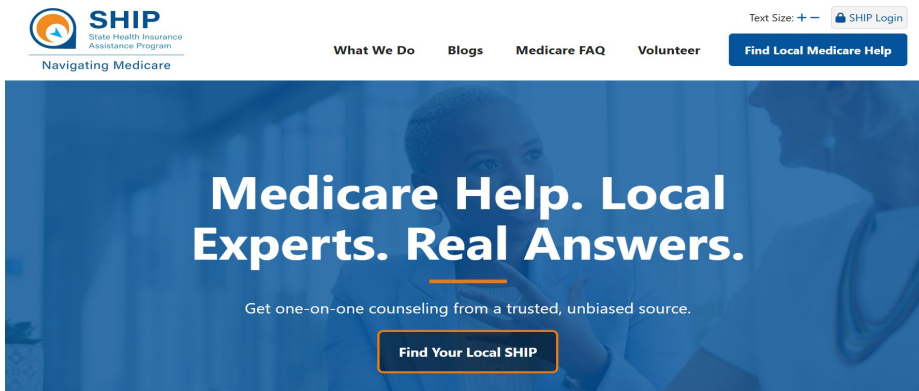 SHIP
State Health Insurance
Assistance Program
Navigating Medicare
Text Size: + −
SHIP Login
What We Do
Blogs
Medicare FAQ
Volunteer
Find Local Medicare Help
Medicare Help. Local
Experts. Real Answers.
Get one-on-one counseling from a trusted, unbiased source.
Find Your Local SHIP